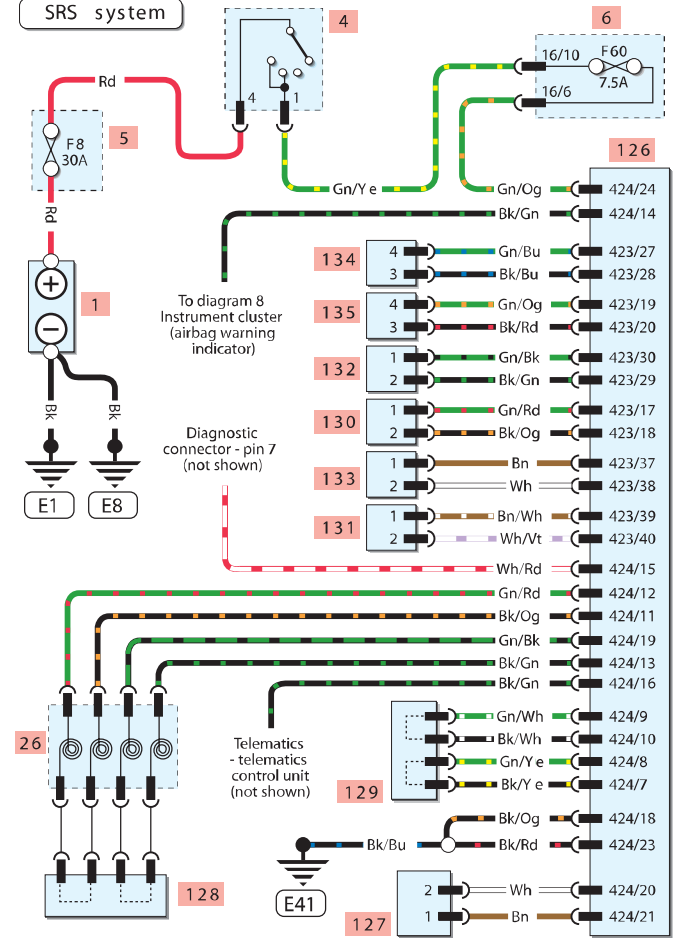 SRS system
4
6
Rd
16/10 F60
7.5A
16/6
4 1
F8
30A
5
126
Gn/Ye
Gn/Og 424/24
Bk/Gn 424/14
Rd
134 4 Gn/Bu 423/27
3 Bk/Bu 423/28
+
1
−
To diagram 8
Instrument cluster
(airbag warning
indicator)
135 4 Gn/Og 423/19
3 Bk/Rd 423/20
132 1 Gn/Bk 423/30
2 Bk/Gn 423/29
Bk Bk
130 1 Gn/Rd 423/17
2 Bk/Og 423/18
Diagnostic
connector - pin 7
(not shown)
133 1 Bn 423/37
2 Wh 423/38
E1 E8
131 1 Bn/Wh 423/39
2 Wh/Vt 423/40
Wh/Rd 424/15
Gn/Rd 424/12
Bk/Og 424/11
Gn/Bk 424/19
Bk/Gn 424/13
Bk/Gn 424/16
26
Telematics
- telematics
control unit
(not shown)
129
Gn/Wh 424/9
Bk/Wh 424/10
Gn/Ye 424/8
Bk/Ye 424/7
Bk/Og 424/18
Bk/Bu Bk/Rd 424/23
128
E41
127 2 Wh 424/20
1 Bn 424/21